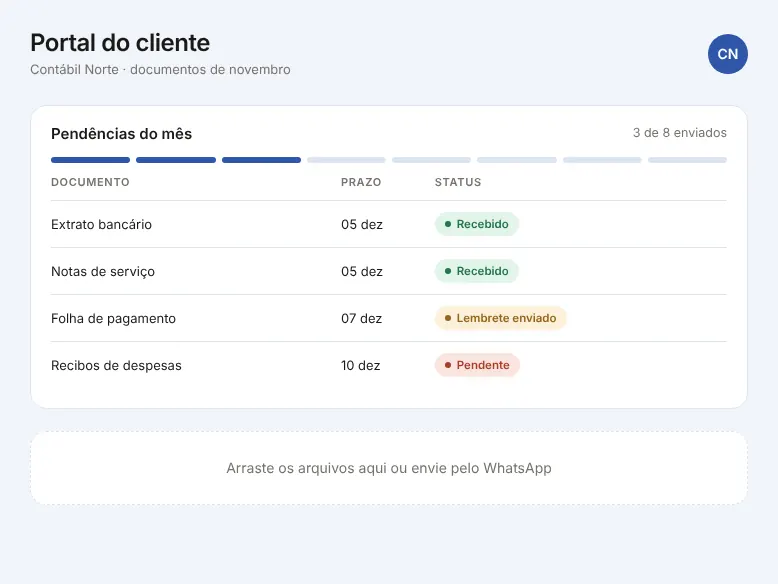 Portal do cliente
Contábil Norte · documentos de novembro
CN
Pendências do mês
3 de 8 enviados
DOCUMENTO PRAZO STATUS
Extrato bancário 05 dez Recebido
Notas de serviço 05 dez Recebido
Folha de pagamento 07 dez Lembrete enviado
Recibos de despesas 10 dez Pendente
Arraste os arquivos aqui ou envie pelo WhatsApp